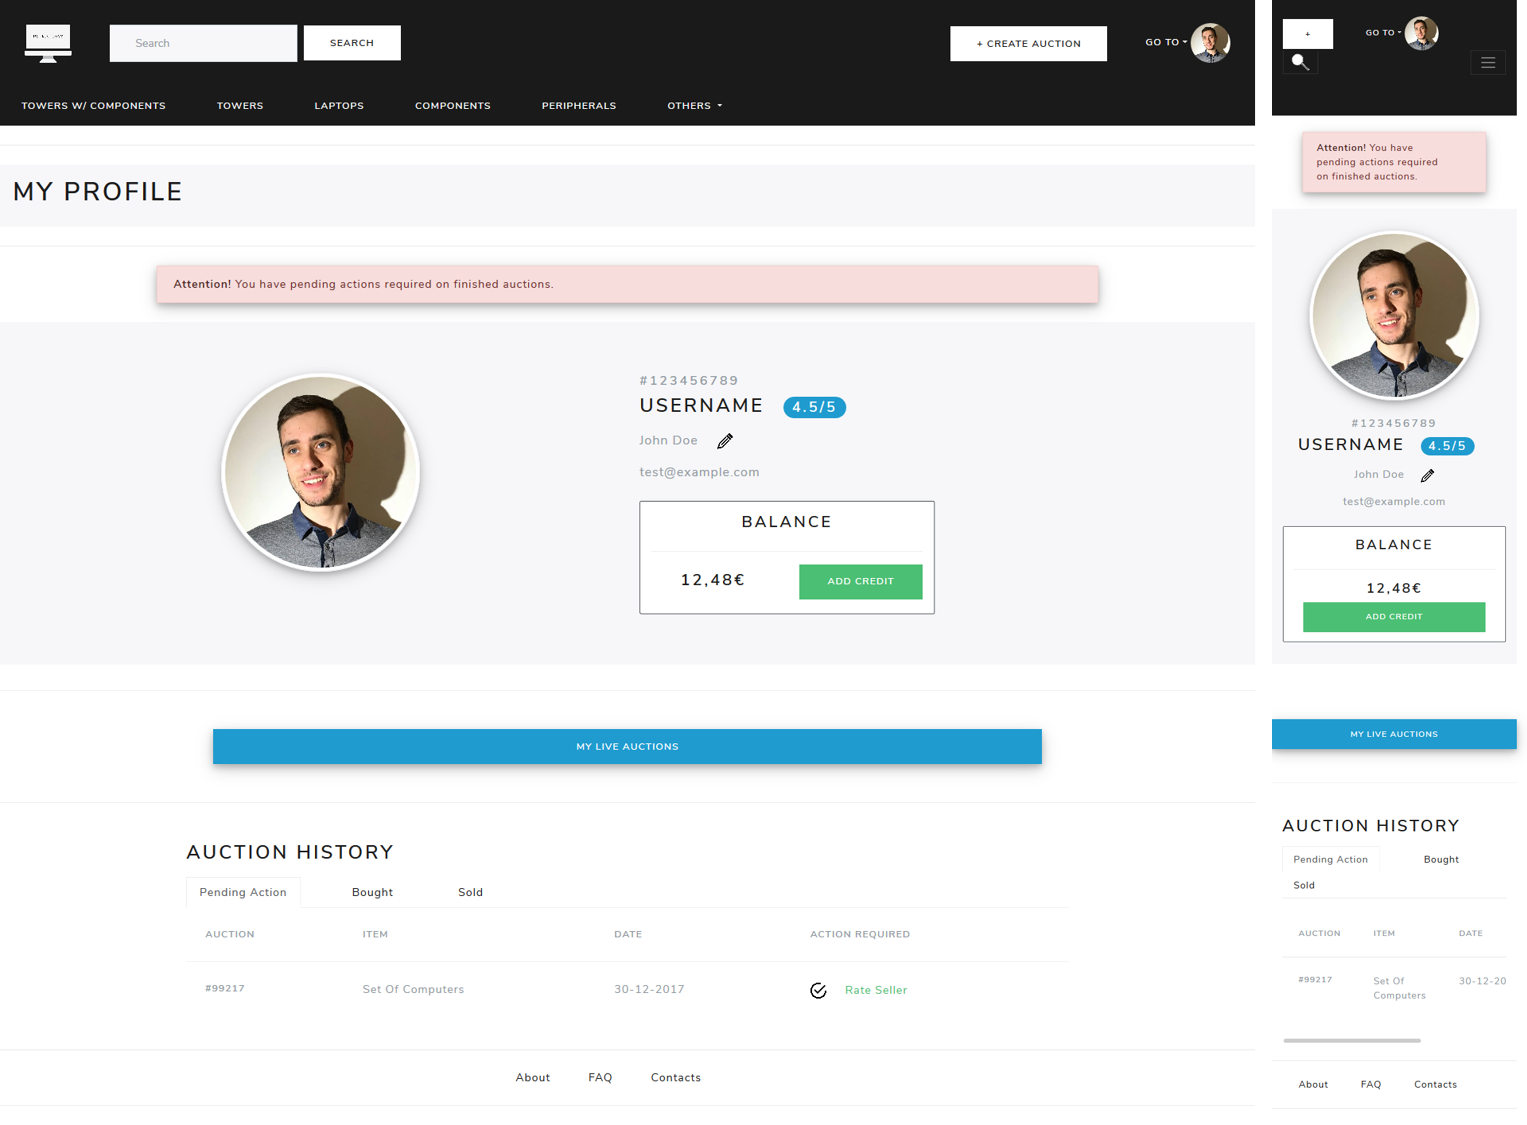 SEARCH
Search
+ CREATE AUCTION
GO TO
TOWERS W/ COMPONENTS
TOWERS
LAPTOPS
COMPONENTS
PERIPHERALS
OTHERS
MY PROFILE
Attention! You have pending actions required on finished auctions.
#123456789
USERNAME 4.5/5
John Doe
test@example.com
BALANCE
12,48€
ADD CREDIT
MY LIVE AUCTIONS
AUCTION HISTORY
Pending Action
Bought
Sold
AUCTION ITEM DATE ACTION REQUIRED
#99217 Set Of Computers 30-12-2017 Rate Seller
About FAQ Contacts
+
GO TO
Attention! You have
pending actions required
on finished auctions.
#123456789
USERNAME 4.5/5
John Doe
test@example.com
BALANCE
12,48€
ADD CREDIT
MY LIVE AUCTIONS
AUCTION HISTORY
Pending Action
Bought
Sold
AUCTION ITEM DATE
#99217 Set Of 30-12-20
Computers
About FAQ Contacts